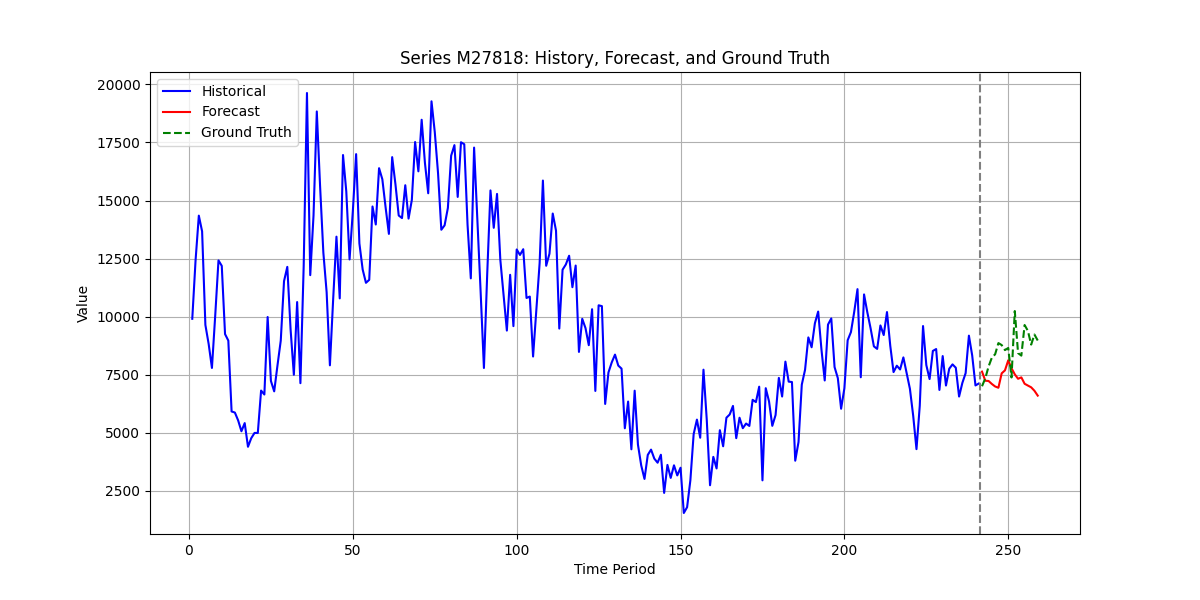 Series M27818: History, Forecast, and Ground Truth
Historical
Forecast
Ground Truth
20000
17500
15000
12500
10000
7500
5000
2500
Value
0
50
100
150
200
250
Time Period